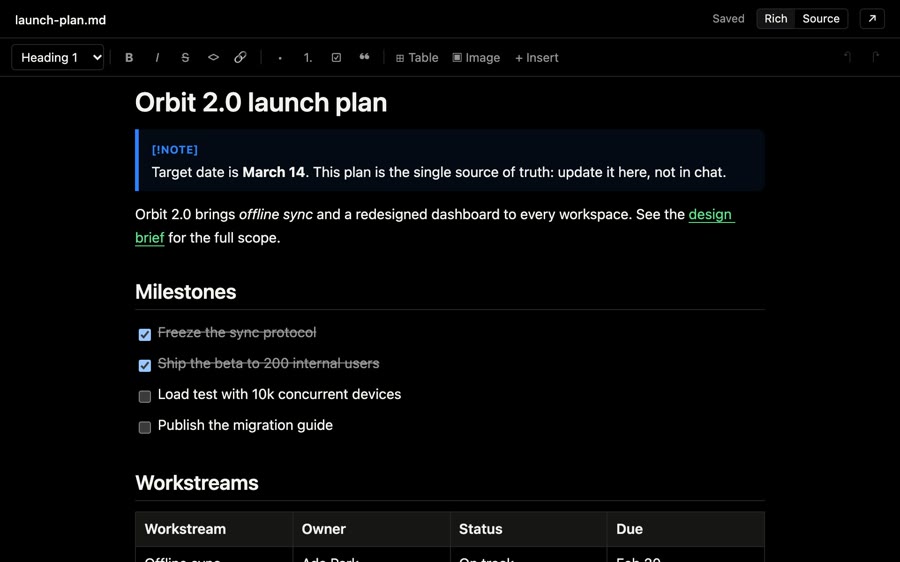 launch-plan.md
Saved Rich Source
Heading 1 B I S <> 1. Table Image + Insert
Orbit 2.0 launch plan
[!NOTE]
Target date is March 14. This plan is the single source of truth: update it here, not in chat.
Orbit 2.0 brings offline sync and a redesigned dashboard to every workspace. See the design
brief for the full scope.
Milestones
Freeze the sync protocol
Ship the beta to 200 internal users
Load test with 10k concurrent devices
Publish the migration guide
Workstreams
Workstream Owner Status Due